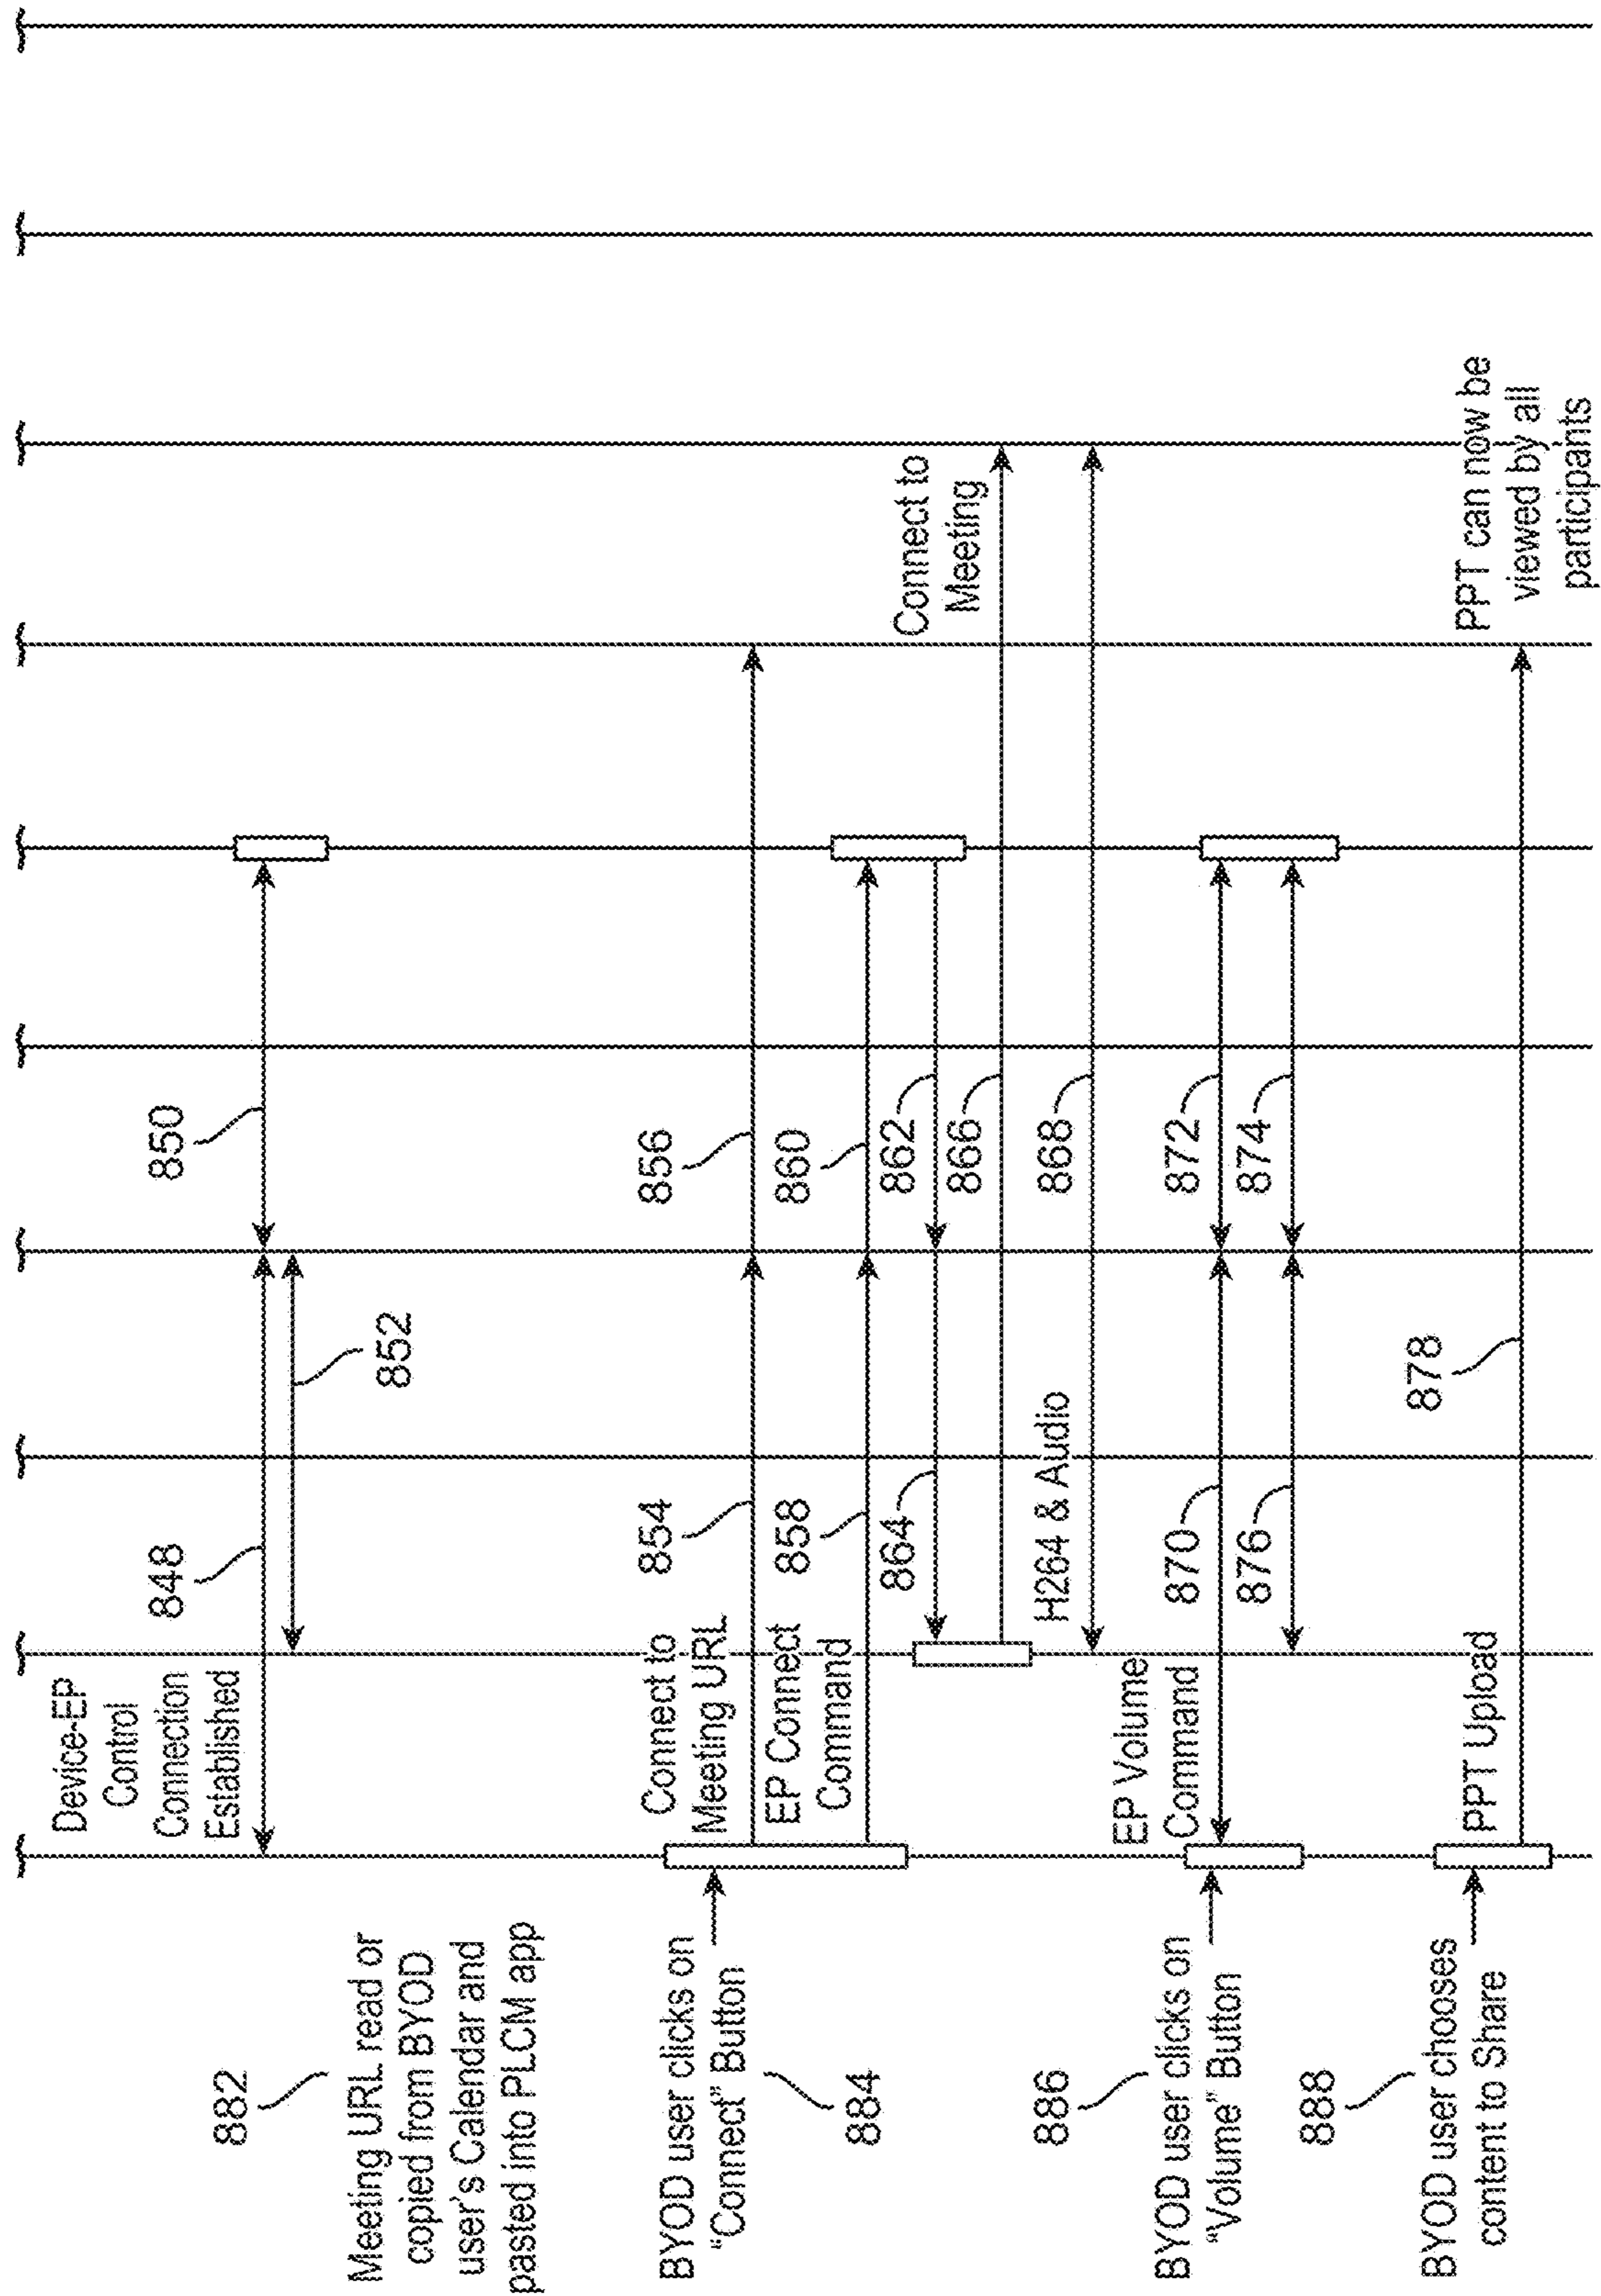 882
Meeting URL read or
copied from BYOD
user's Calendar and
pasted into PLCM app
Device-EP
Control
Connection
Established
848
850
852
BYOD user clicks on
"Connect" Button
884
Connect to
Meeting URL
854
856
EP Connect
Command
858
860
862
864
866
Connect to
Meeting
H264 & Audio
868
886
BYOD user clicks on
"Volume" Button
EP Volume
Command
870
872
874
876
888
BYOD user chooses
content to Share
PPT Upload
878
PPT can now be
viewed by all
participants